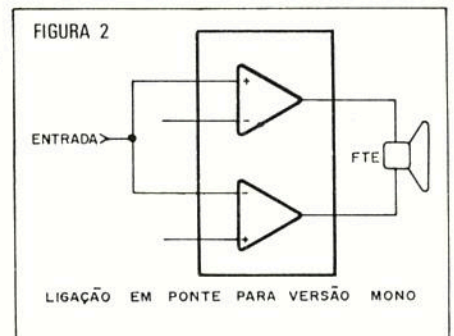 FIGURA 2
+
-
ENTRADA>
FTE
-
+
LIGAÇÃO EM PONTE PARA VERSÃO MONO